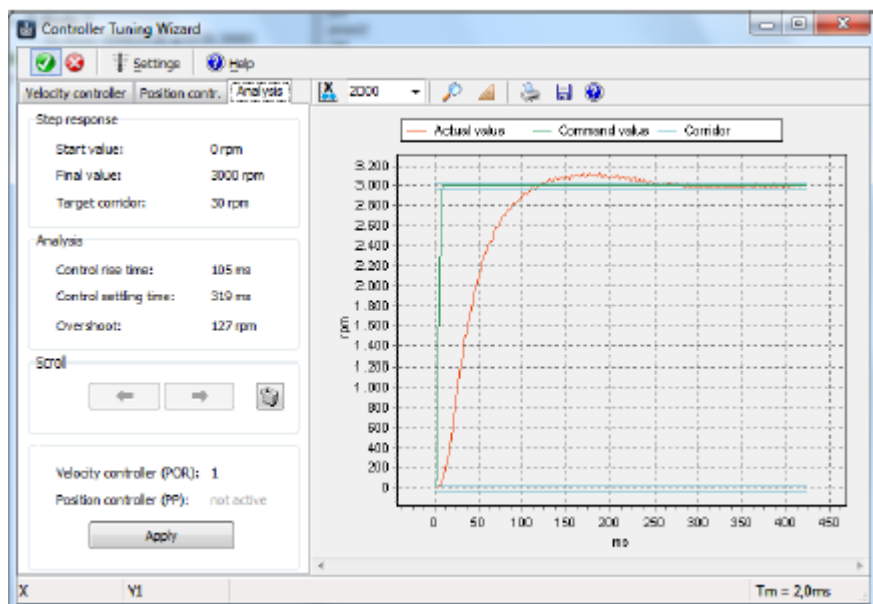 Controller Tuning Wizard
Settings Help
Velocity controller Position contr. Analysis
2000
Step response
Start value: 0 rpm
Final value: 3000 rpm
Target corridor: 30 rpm
Analysis
Control rise time: 105 ms
Control settling time: 319 ms
Overshoot: 127 rpm
Scroll
Velocity controller (POR): 1
Position controller (PP): not active
Apply
Actual value Command value Corridor
3.200
3.000
2.800
2.600
2.400
2.200
2.000
1.800
1.600
1.400
1.200
1.000
800
600
400
200
0
rpm
0 50 100 150 200 250 300 350 400 450
ms
X Y1 Tm = 2,0ms